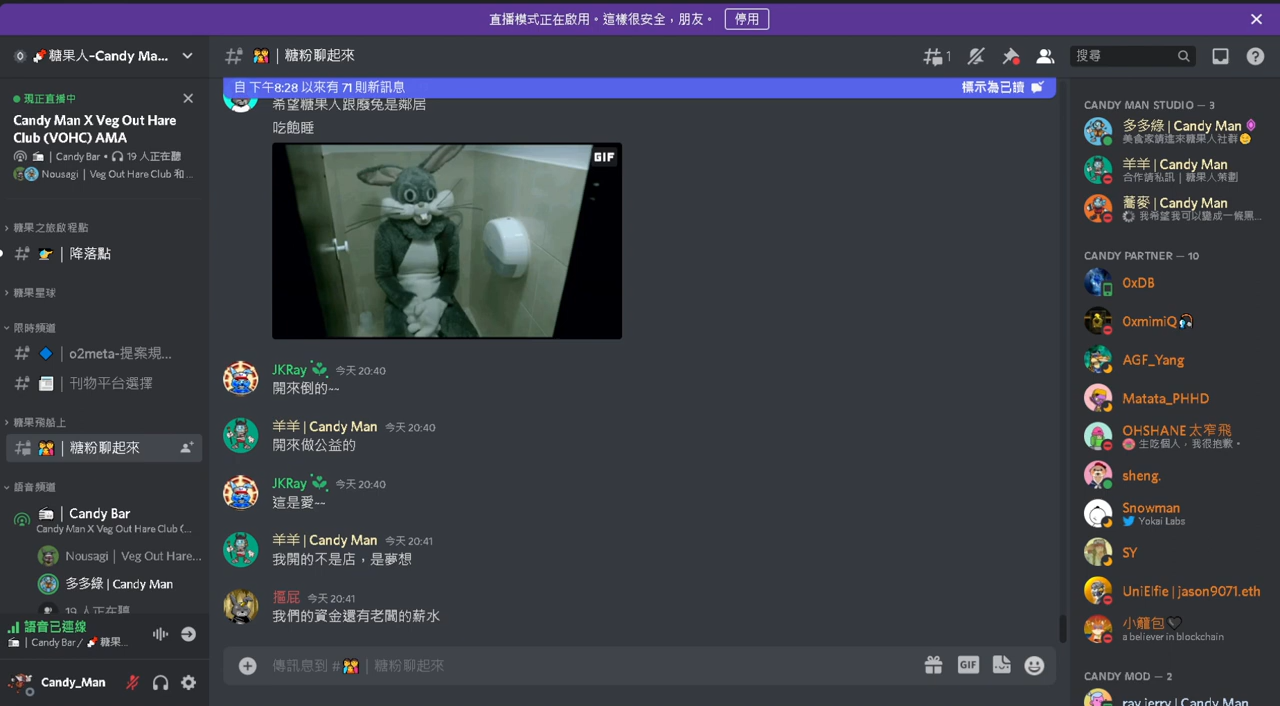 直播模式正在啟用。這樣很安全，朋友。 停用
糖果人-Candy Ma...
現正直播中
Candy Man X Veg Out Hare
Club (VOHC) AMA
| Candy Bar • 19 人正在聽
Nousagi | Veg Out Hare Club 和 ...
糖果之旅啟程點
# | 降落點
糖果星球
限時頻道
# | o2meta-提案規...
# | 刊物平台選擇
糖果飛船上
# | 糖粉聊起來
語音頻道
| Candy Bar
Candy Man X Veg Out Hare Club (...
Nousagi | Veg Out Hare...
多多綠 | Candy Man
19 人正在聽
語音已連線
| Candy Bar / 糖果...
Candy_Man
# | 糖粉聊起來
1
搜尋
自 下午8:28 以來有 71 則新訊息
標示為已讀
希望糖果人跟廢兔是鄰居
吃飽睡
GIF
JKRay 今天 20:40
開來倒的~~
羊羊 | Candy Man 今天 20:40
開來做公益的
JKRay 今天 20:40
這是愛~~
羊羊 | Candy Man 今天 20:41
我開的不是店，是夢想
摳屁 今天 20:41
我們的資金還有老闆的薪水
傳訊息到 # | 糖粉聊起來
GIF
CANDY MAN STUDIO — 3
多多綠 | Candy Man
美食家請進來糖果人社群
羊羊 | Candy Man
合作請私訊 | 糖果人策劃
蕎麥 | Candy Man
我希望我可以變成一條黑...
CANDY PARTNER — 10
0xDB
0xmimiQ
AGF_Yang
Matata_PHHD
OHSHANE 太窄飛
生吃個人，我很抱歉。
sheng.
Snowman
Yokai Labs
SY
UniElfie | jason9071.eth
小籠包
a believer in blockchain
CANDY MOD — 2
ray jerry | Candy Man